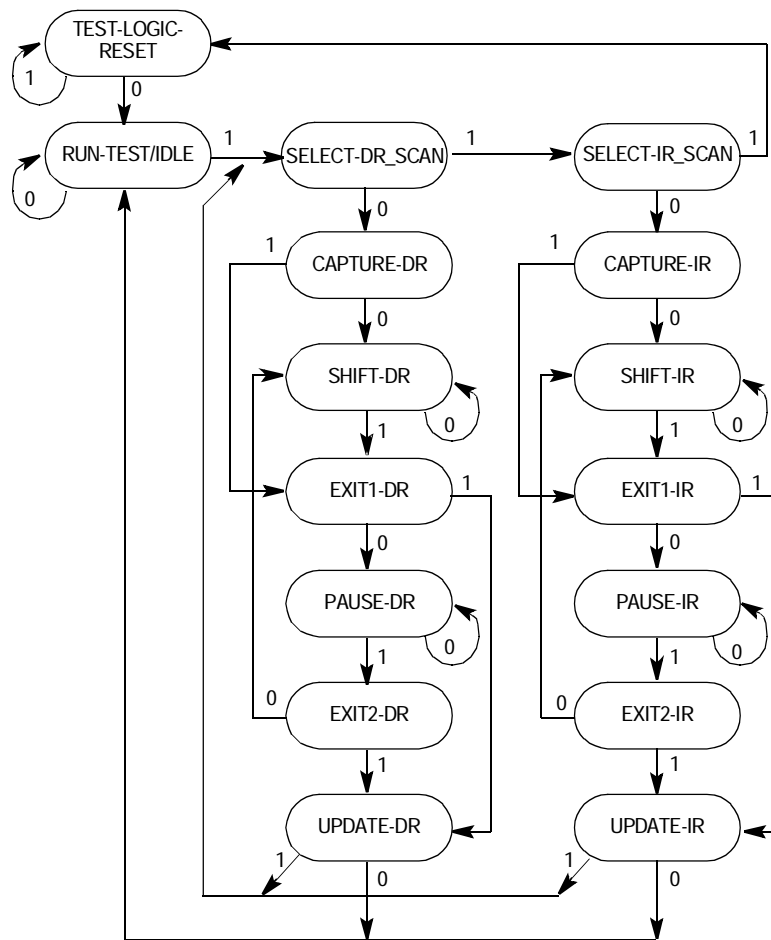 TEST-LOGIC-
RESET
1
0
RUN-TEST/IDLE
1
SELECT-DR_SCAN
1
SELECT-IR_SCAN
1
0
0
0
1
CAPTURE-DR
1
CAPTURE-IR
0
0
SHIFT-DR
SHIFT-IR
0
0
1
1
EXIT1-DR
1
EXIT1-IR
1
0
0
PAUSE-DR
PAUSE-IR
0
0
1
1
0
EXIT2-DR
0
EXIT2-IR
1
1
UPDATE-DR
UPDATE-IR
1
0
1
0